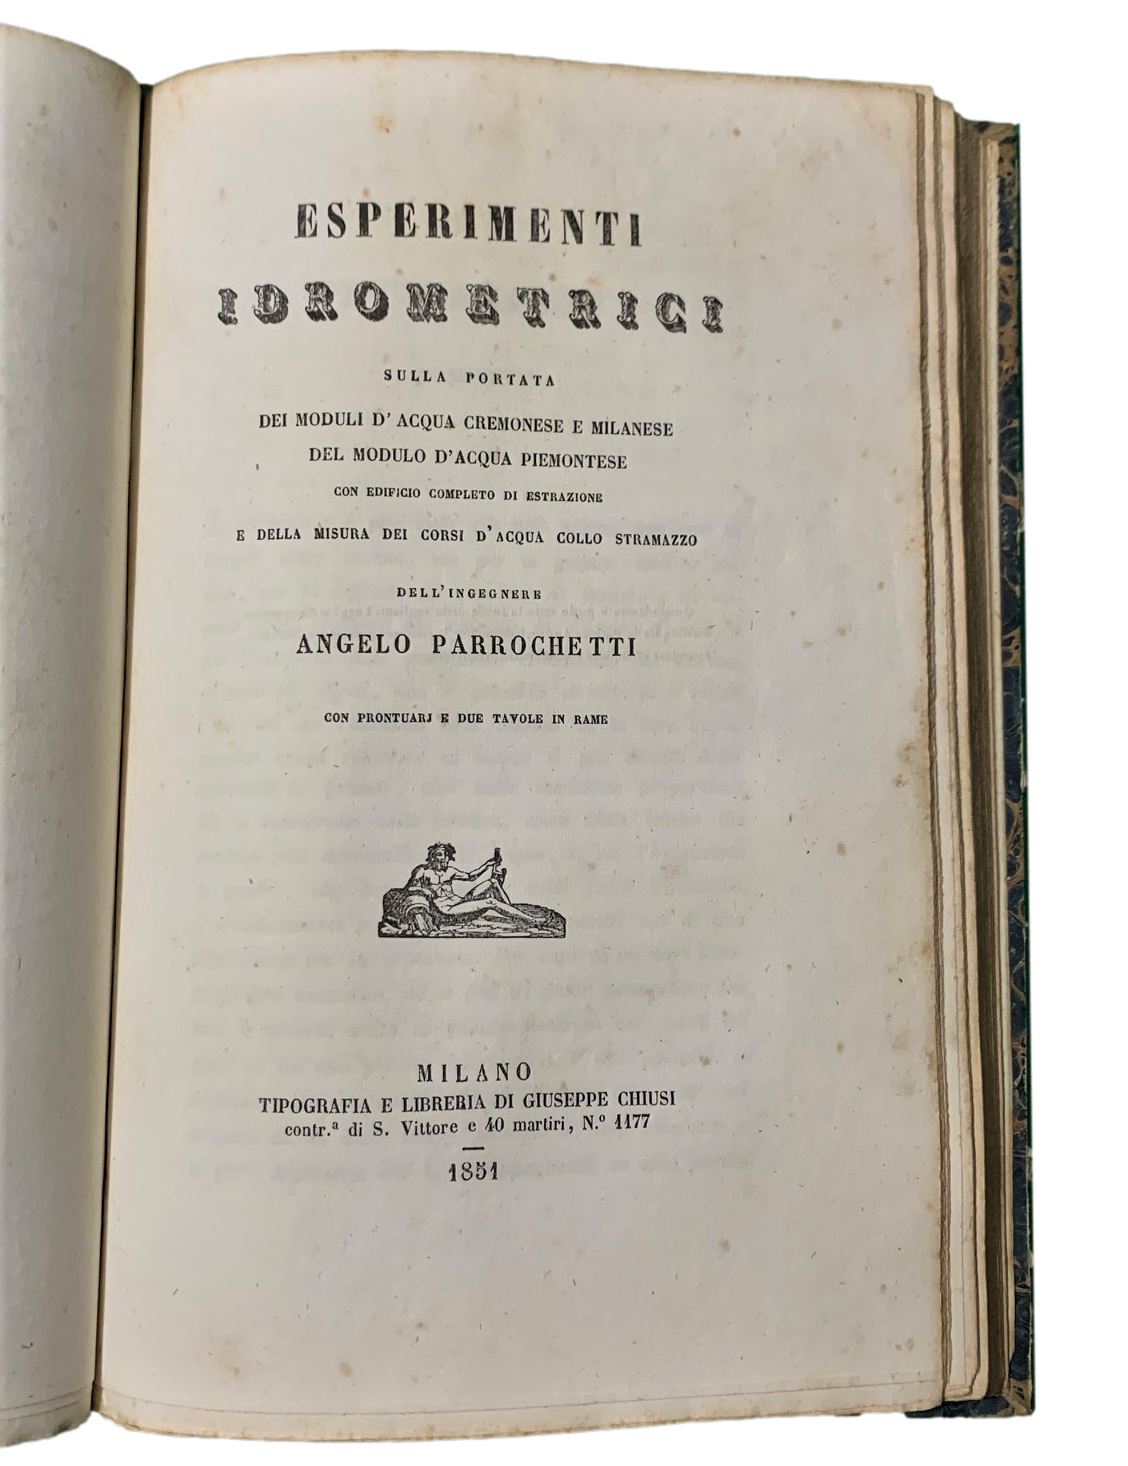 ESPERIMENTI
IDROMETRICI
SULLA PORTATA
DEI MODULI D'ACQUA CREMONESE E MILANESE
DEL MODULO D'ACQUA PIEMONTESE
CON EDIFICIO COMPLETO DI ESTRAZIONE
E DELLA MISURA DEI CORSI D'ACQUA COLLO STRAMAZZO
DELL'INGEGNERE
ANGELO PARROCHETTI
CON PRONTUARJ E DUE TAVOLE IN RAME
MILANO
TIPOGRAFIA E LIBRERIA DI GIUSEPPE CHIUSI
contr.ª di S. Vittore e 40 martiri, N.º 1177
1851